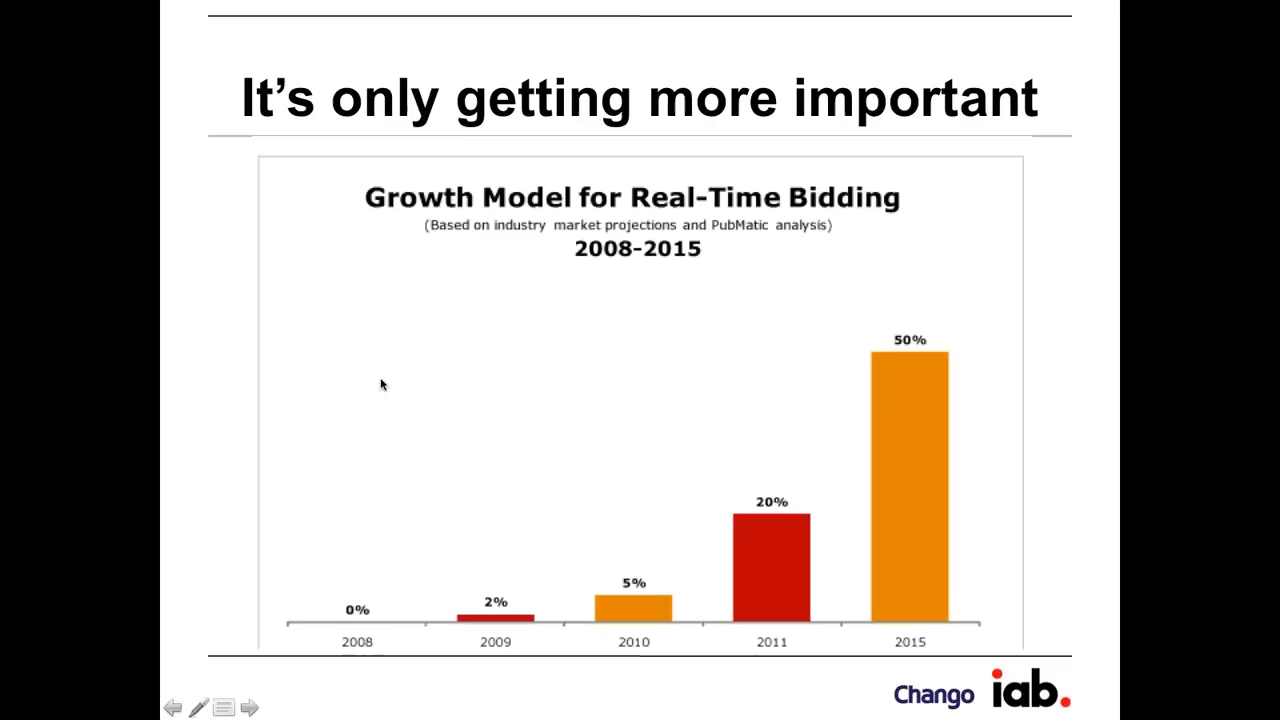 It’s only getting more important
Growth Model for Real-Time Bidding
(Based on industry market projections and PubMatic analysis)
2008-2015
50%
20%
5%
2%
0%
2008 2009 2010 2011 2015
Chango iab.